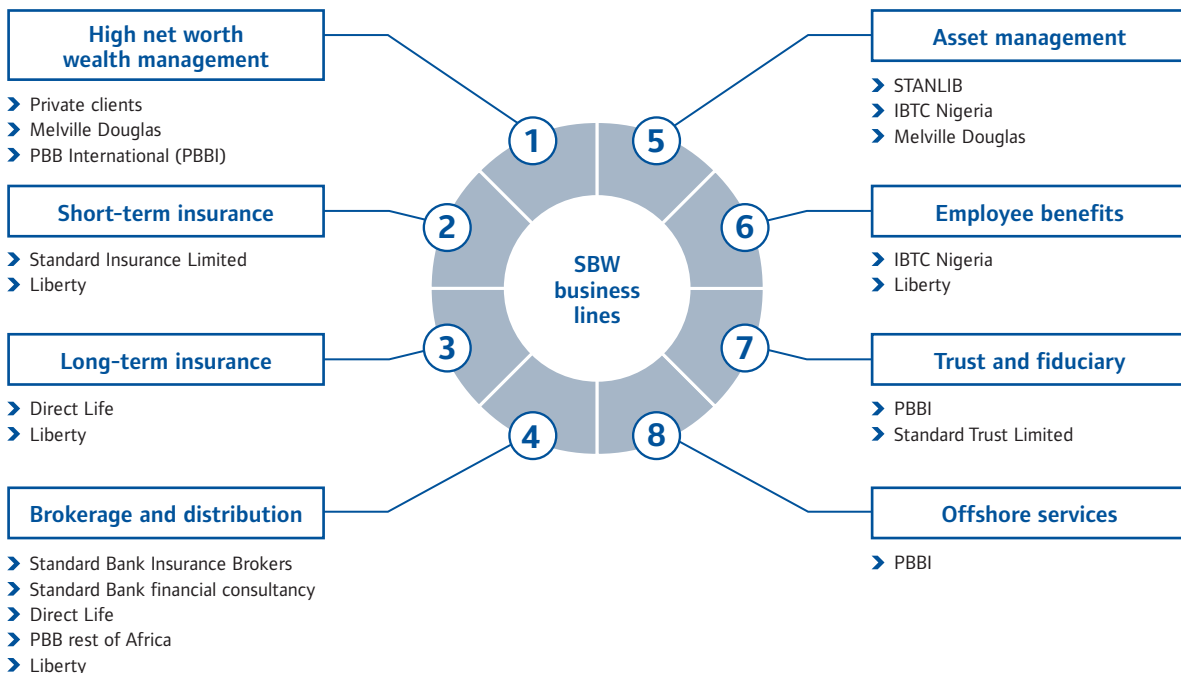 High net worth
wealth management
Private clients
Melville Douglas
PBB International (PBBI)
Short-term insurance
Standard Insurance Limited
Liberty
Long-term insurance
Direct Life
Liberty
Brokerage and distribution
Standard Bank Insurance Brokers
Standard Bank financial consultancy
Direct Life
PBB rest of Africa
Liberty
1
2
3
4
SBW
business
lines
5
6
7
8
Asset management
STANLIB
IBTC Nigeria
Melville Douglas
Employee benefits
IBTC Nigeria
Liberty
Trust and fiduciary
PBBI
Standard Trust Limited
Offshore services
PBBI